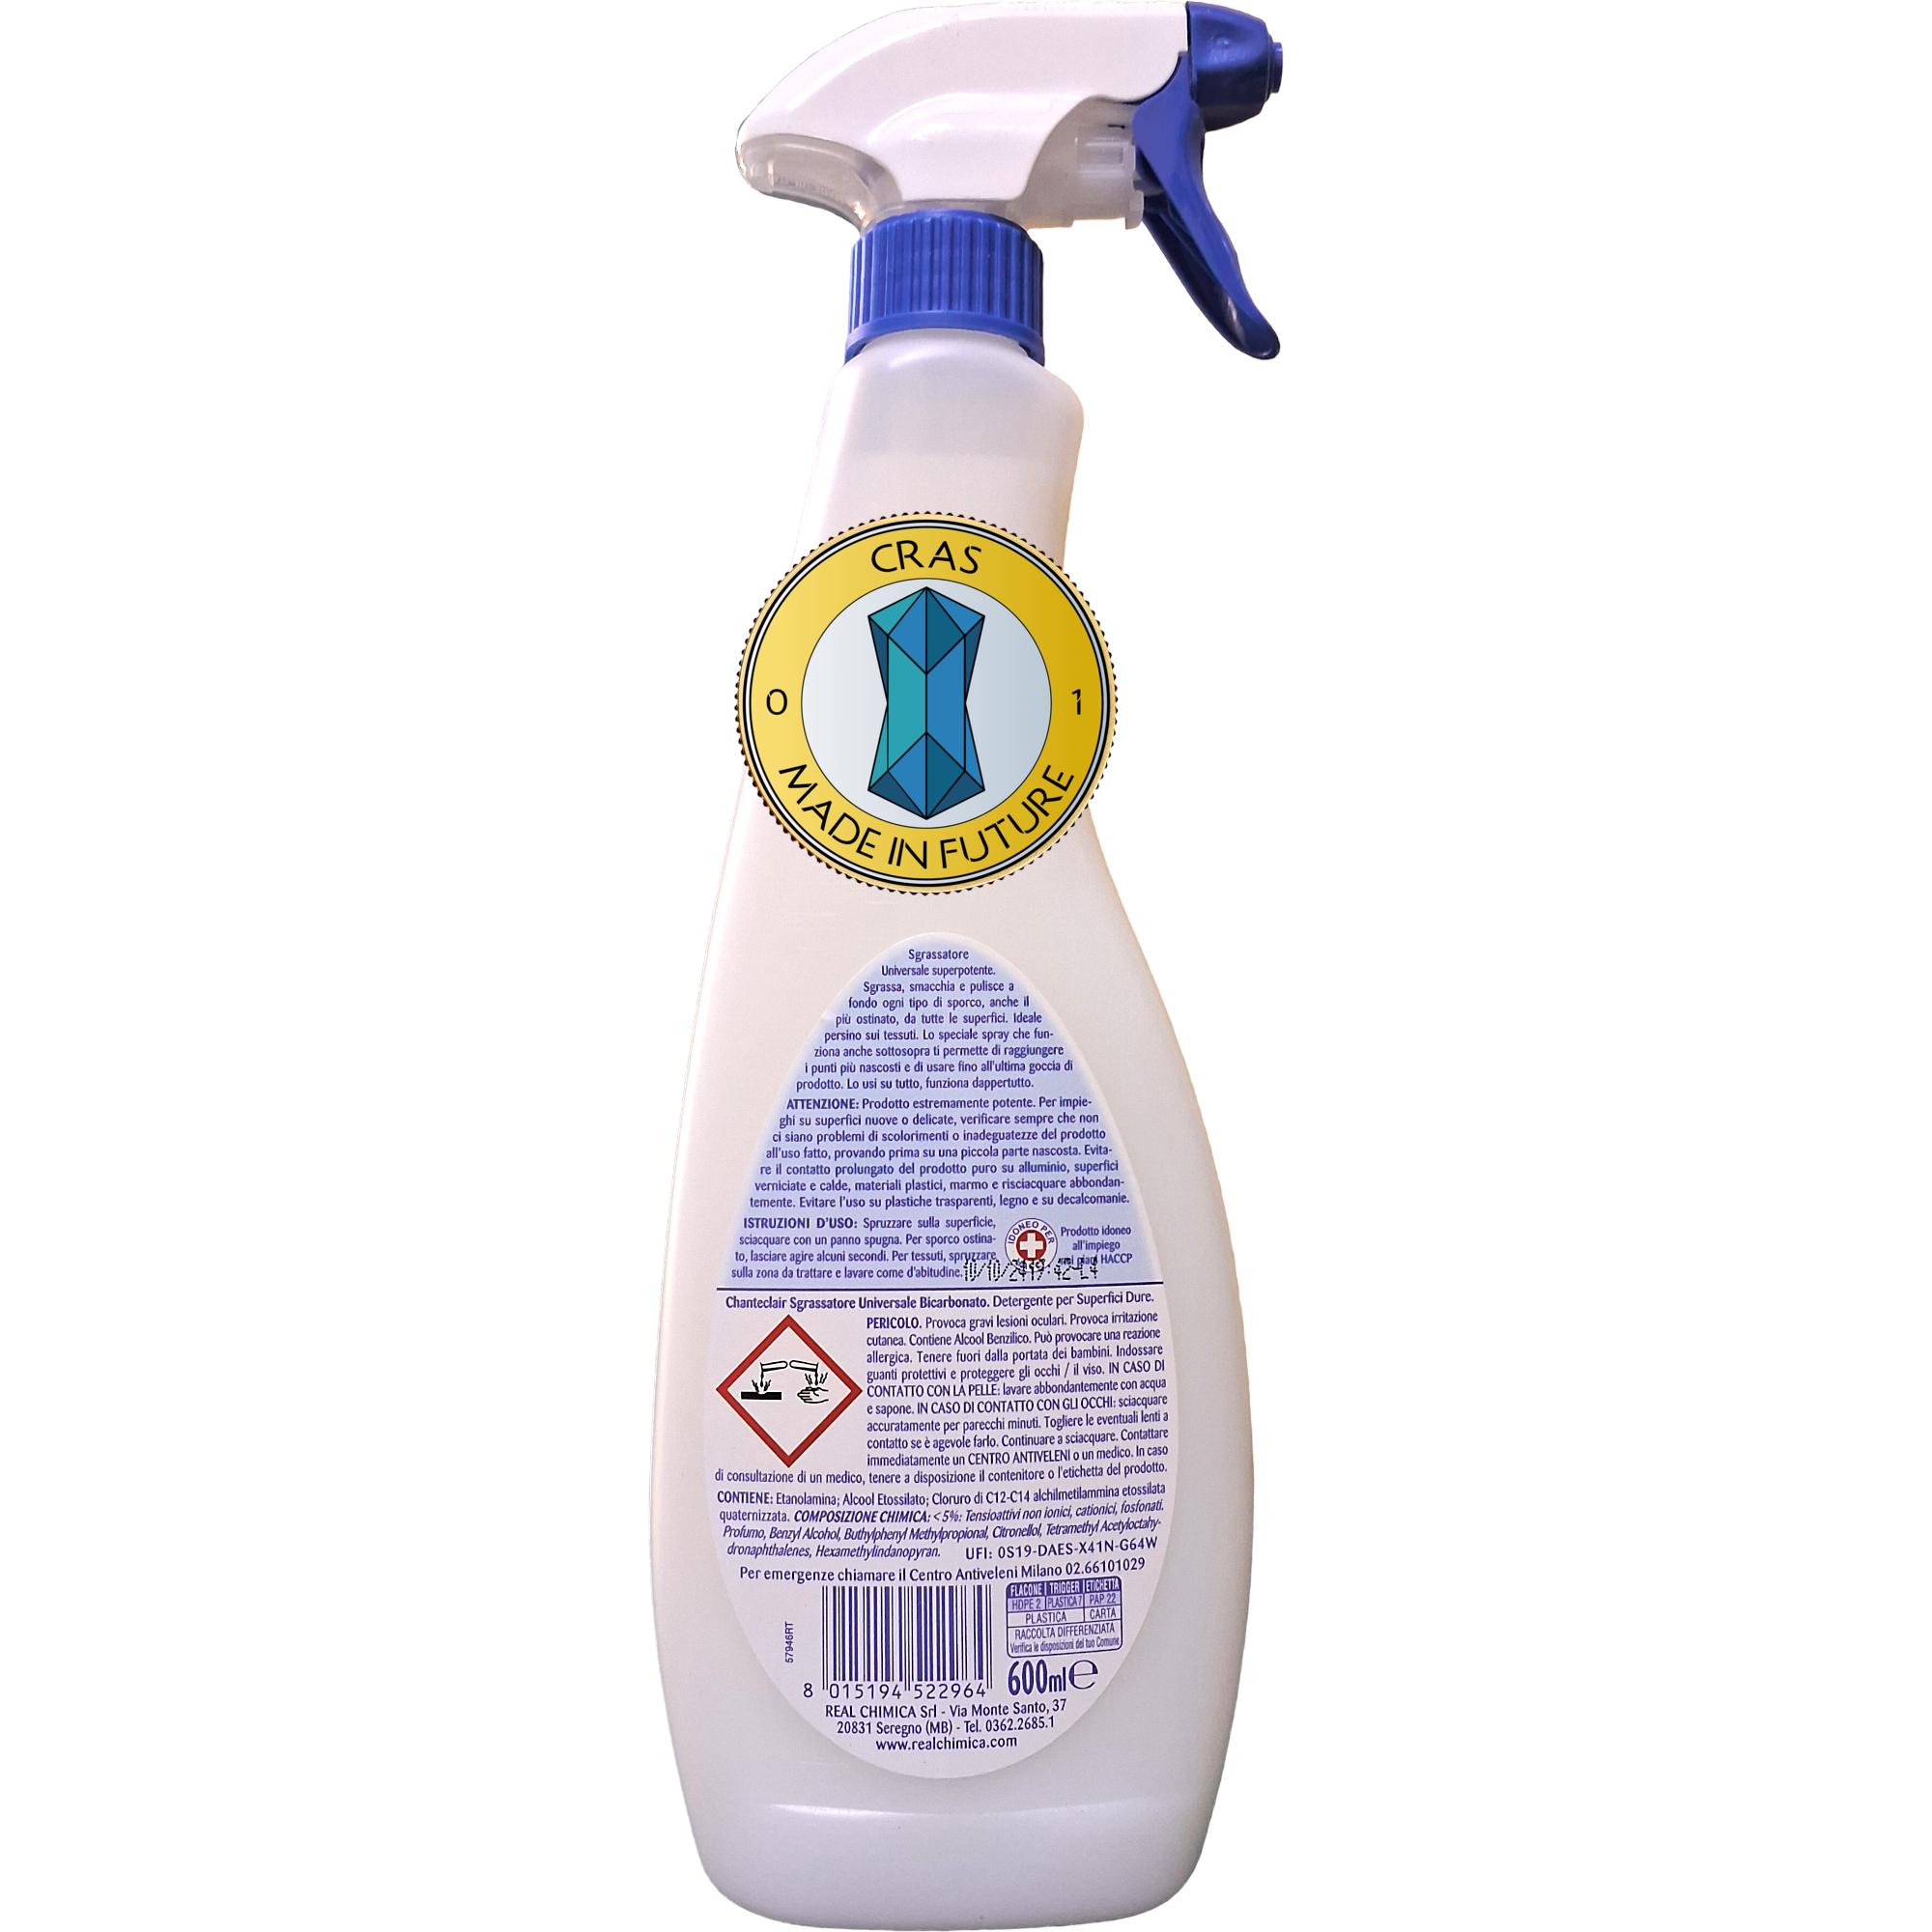 CRAS
0 1
MADE IN FUTURE
Sgrassatore
Universale superpotente.
Sgrassa, smacchia e pulisce a
fondo ogni tipo di sporco, anche il
più ostinato, da tutte le superfici. Ideale
persino sui tessuti. Lo speciale spray che fun-
ziona anche sottosopra ti permette di raggiungere
i punti più nascosti e di usare fino all'ultima goccia di
prodotto. Lo usi su tutto, funziona dappertutto.
ATTENZIONE: Prodotto estremamente potente. Per impie-
ghi su superfici nuove o delicate, verificare sempre che non
ci siano problemi di scolorimenti o inadeguatezze del prodotto
all'uso fatto, provando prima su una piccola parte nascosta. Evita-
re il contatto prolungato del prodotto puro su alluminio, superfici
verniciate e calde, materiali plastici, marmo e risciacquare abbondan-
temente. Evitare l'uso su plastiche trasparenti, legno e su decalcomanie.
ISTRUZIONI D'USO: Spruzzare sulla superficie,
sciacquare con un panno spugna. Per sporco ostina-
to, lasciare agire alcuni secondi. Per tessuti, spruzzare
sulla zona da trattare e lavare come d'abitudine.
IDONEO PER
Prodotto idoneo
all'impiego
nei piani HACCP
10/10/24
Chanteclair Sgrassatore Universale Bicarbonato. Detergente per Superfici Dure.
PERICOLO. Provoca gravi lesioni oculari. Provoca irritazione
cutanea. Contiene Alcool Benzilico. Può provocare una reazione
allergica. Tenere fuori dalla portata dei bambini. Indossare
guanti protettivi e proteggere gli occhi / il viso. IN CASO DI
CONTATTO CON LA PELLE: lavare abbondantemente con acqua
e sapone. IN CASO DI CONTATTO CON GLI OCCHI: sciacquare
accuratamente per parecchi minuti. Togliere le eventuali lenti a
contatto se è agevole farlo. Continuare a sciacquare. Contattare
immediatamente un CENTRO ANTIVELENI o un medico. In caso
di consultazione di un medico, tenere a disposizione il contenitore o l'etichetta del prodotto.
CONTIENE: Etanolamina; Alcool Etossilato; Cloruro di C12-C14 alchilmetilammina etossilata
quaternizzata. COMPOSIZIONE CHIMICA: <5%: Tensioattivi non ionici, cationici, fosfonati.
Profumo, Benzyl Alcohol, Buthylphenyl Methylpropional, Citronellol, Tetramethyl Acetyloctahy-
dronaphthalenes, Hexamethylindanopyran. UFI: 0S19-DAES-X41N-G64W
Per emergenze chiamare il Centro Antiveleni Milano 02.66101029
FLACONE TRIGGER ETICHETTA
HDPE 2 PLASTICA 7 PAP 22
PLASTICA CARTA
RACCOLTA DIFFERENZIATA
Verifica le disposizioni del tuo Comune
57946RT
600ml e
8 015194 522964
REAL CHIMICA Srl - Via Monte Santo, 37
20831 Seregno (MB) - Tel. 0362.2685.1
www.realchimica.com